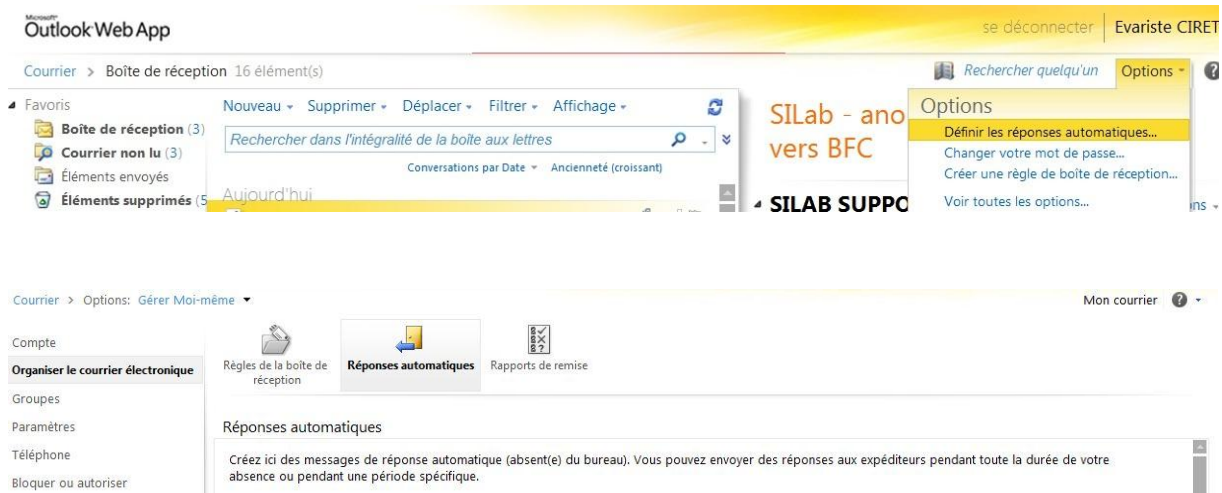 Microsoft®
Outlook Web App
se déconnecter Evariste CIRET
Courrier > Boîte de réception 16 élément(s)
Rechercher quelqu'un Options
Favoris
Boîte de réception (3)
Courrier non lu (3)
Éléments envoyés
Éléments supprimés (5
Nouveau Supprimer Déplacer Filtrer Affichage
Rechercher dans l'intégralité de la boîte aux lettres
Conversations par Date Ancienneté (croissant)
Aujourd'hui
SILab - ano
vers BFC
SILAB SUPPO
Options
Définir les réponses automatiques...
Changer votre mot de passe...
Créer une règle de boîte de réception...
Voir toutes les options...
ns
Courrier > Options: Gérer Moi-même
Mon courrier
Compte
Organiser le courrier électronique
Groupes
Paramètres
Téléphone
Bloquer ou autoriser
Règles de la boîte de
réception
Réponses automatiques
Rapports de remise
Réponses automatiques
Créez ici des messages de réponse automatique (absent(e) du bureau). Vous pouvez envoyer des réponses aux expéditeurs pendant toute la durée de votre
absence ou pendant une période spécifique.